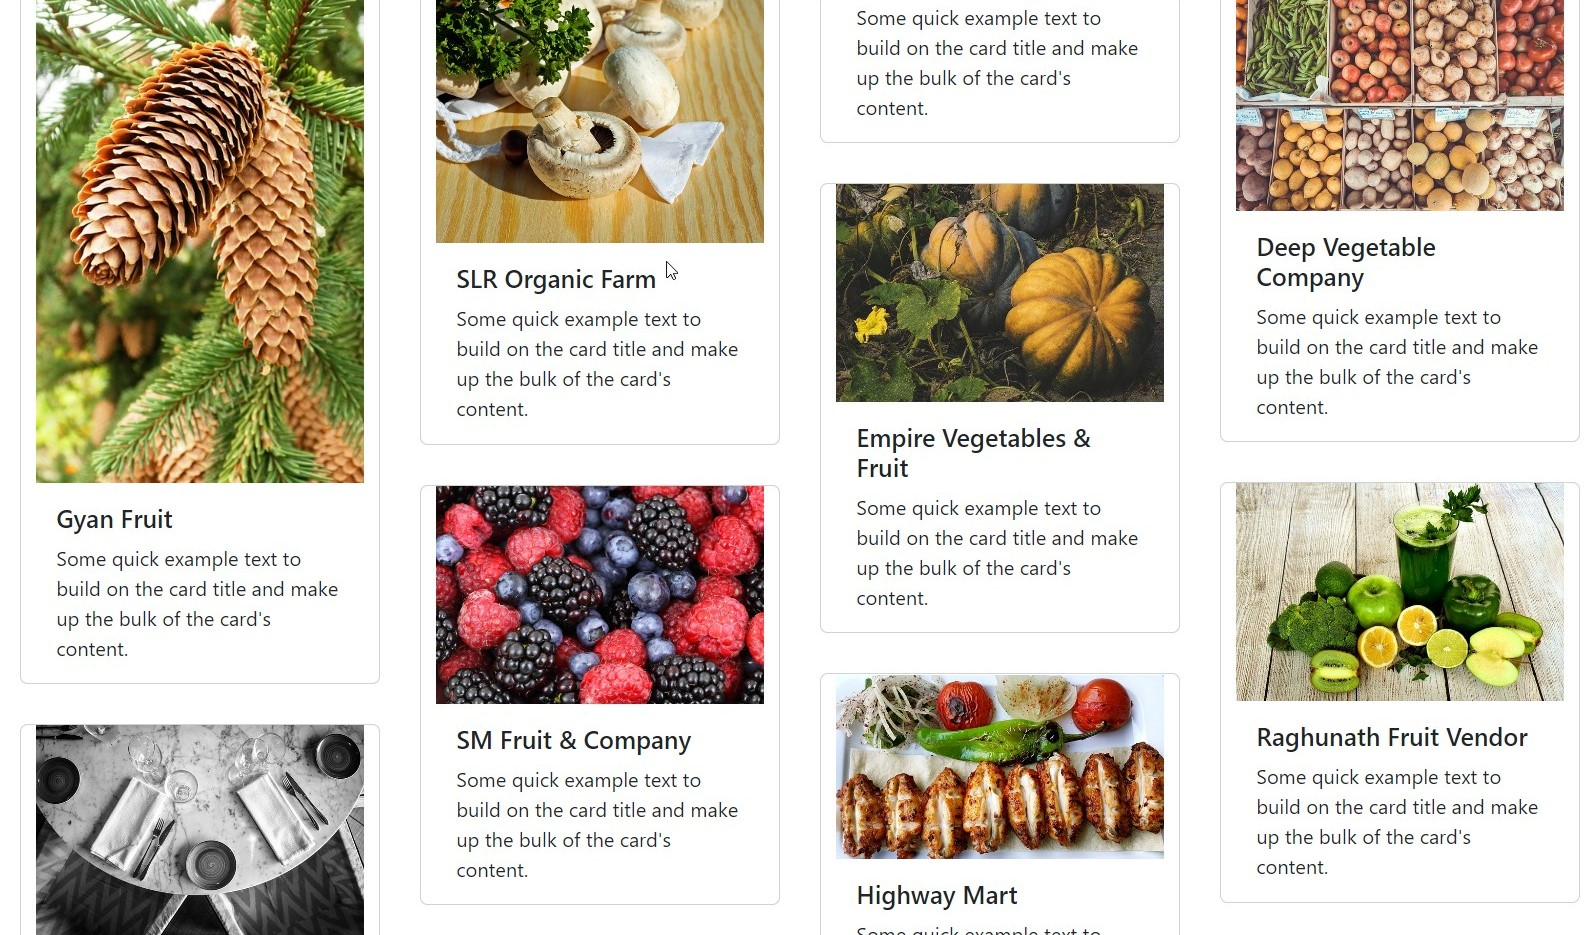 Gyan Fruit
Some quick example text to
build on the card title and make
up the bulk of the card's
content.
SLR Organic Farm
Some quick example text to
build on the card title and make
up the bulk of the card's
content.
SM Fruit & Company
Some quick example text to
build on the card title and make
up the bulk of the card's
content.
Some quick example text to
build on the card title and make
up the bulk of the card's
content.
Empire Vegetables &
Fruit
Some quick example text to
build on the card title and make
up the bulk of the card's
content.
Highway Mart
Some quick example text to
Deep Vegetable
Company
Some quick example text to
build on the card title and make
up the bulk of the card's
content.
Raghunath Fruit Vendor
Some quick example text to
build on the card title and make
up the bulk of the card's
content.